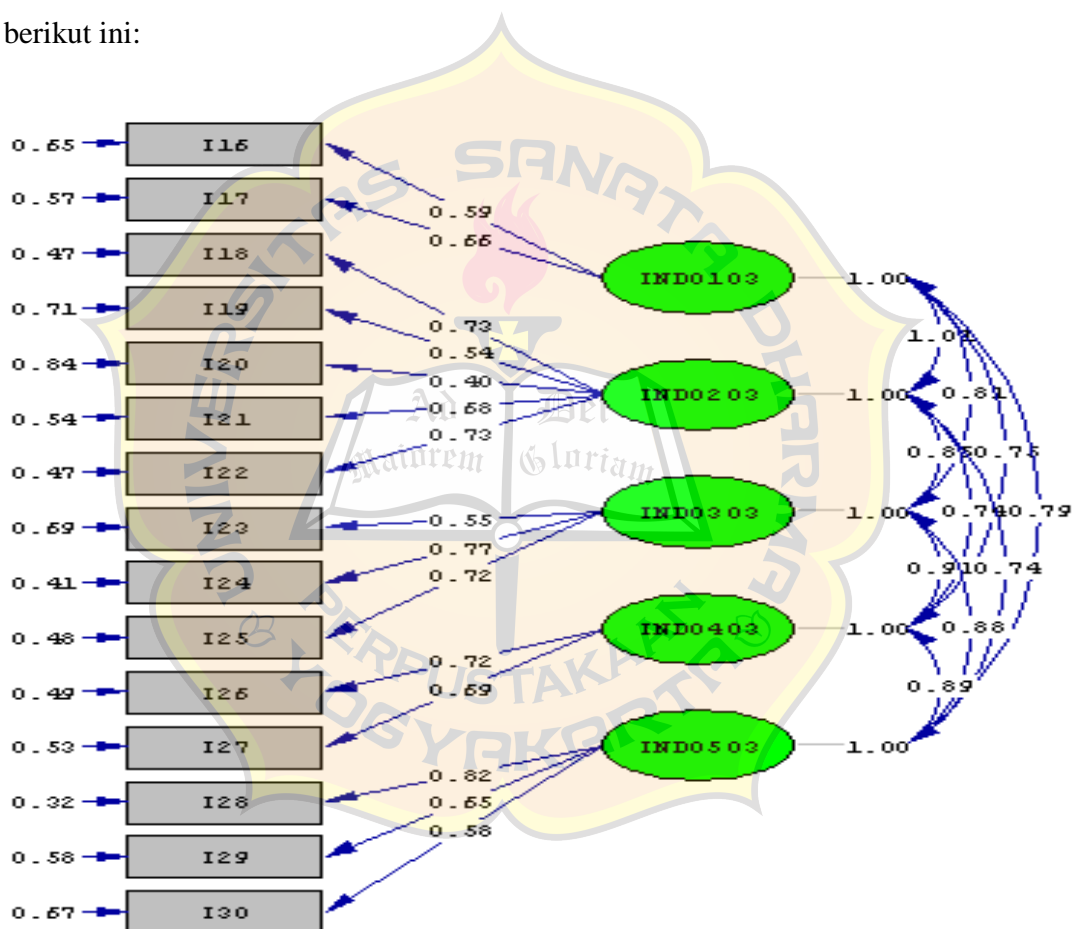 berikut ini:
0.65 I16
0.57 I17
0.47 I18
0.71 I19
0.84 I20
0.54 I21
0.47 I22
0.69 I23
0.41 I24
0.48 I25
0.49 I26
0.53 I27
0.32 I28
0.58 I29
0.67 I30
0.59
0.66
0.73
0.54
0.40
0.68
0.73
0.55
0.77
0.72
0.72
0.69
0.82
0.65
0.58
IND0103 1.00
IND0203 1.00
IND0303 1.00
IND0403 1.00
IND0503 1.00
0.81
0.85
0.74 0.79
0.91 0.74
0.88
0.89
UNIVERSITAS SANATA DHARMA
Ad Dei
Maiorem Gloriam
PERPUSTAKAAN
YOGYAKARTA